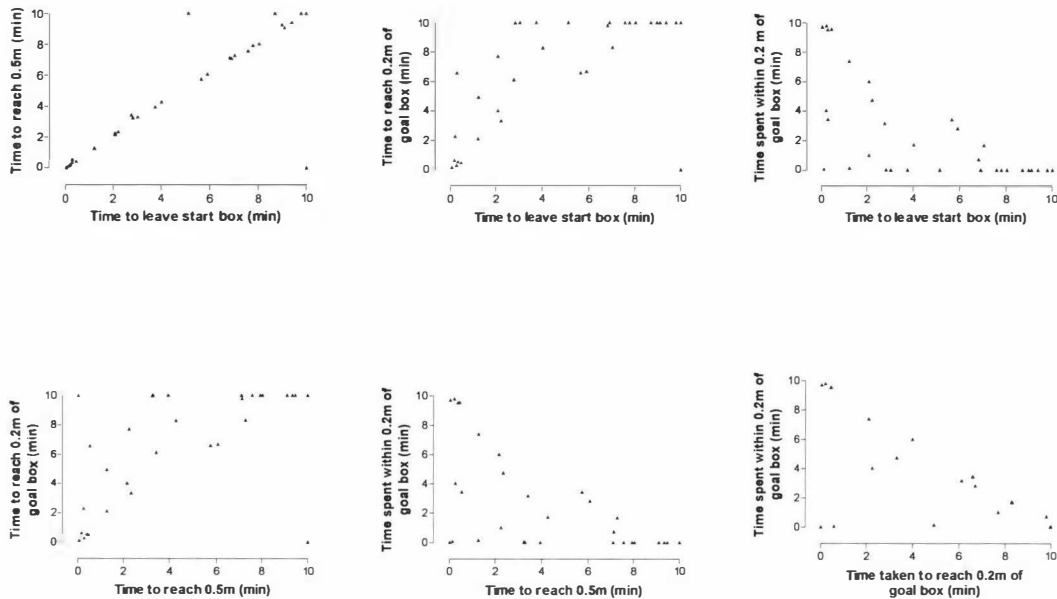 Time to reach 0.5m (min)
10
8
6
4
2
0
0 2 4 6 8 10
Time to leave start box (min)
Time to reach 0.2m of
goal box (min)
10
8
6
4
2
0
0 2 4 6 8 10
Time to leave start box (min)
Time spent within 0.2 m of
goal box (min)
10
8
6
4
2
0
0 2 4 6 8 10
Time to leave start box (min)
Time to reach 0.2m of
goal box (min)
10
8
6
4
2
0
0 2 4 6 8 10
Time to reach 0.5m (min)
Time spent within 0.2m of
goal box (min)
10
8
6
4
2
0
0 2 4 6 8 10
Time to reach 0.5m (min)
Time spent within 0.2m of
goal box (min)
10
8
6
4
2
0
0 2 4 6 8 10
Time taken to reach 0.2m of
goal box (min)